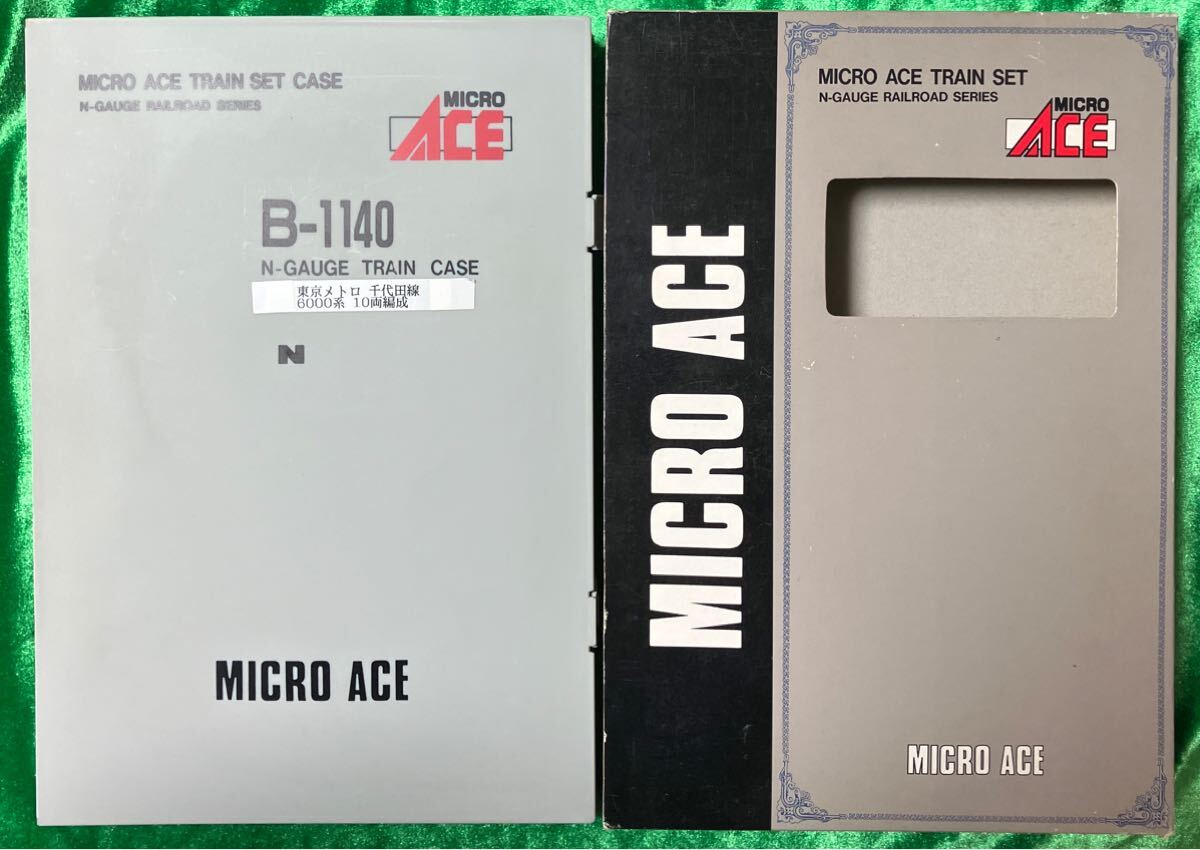 MICRO ACE TRAIN SET CASE
N-GAUGE RAILROAD SERIES
MICRO
ACE
B-1140
N-GAUGE TRAIN CASE
東京メトロ 千代田線
6000系 10両編成
N
MICRO ACE
MICRO ACE
MICRO ACE TRAIN SET
N-GAUGE RAILROAD SERIES
MICRO
ACE
MICRO ACE